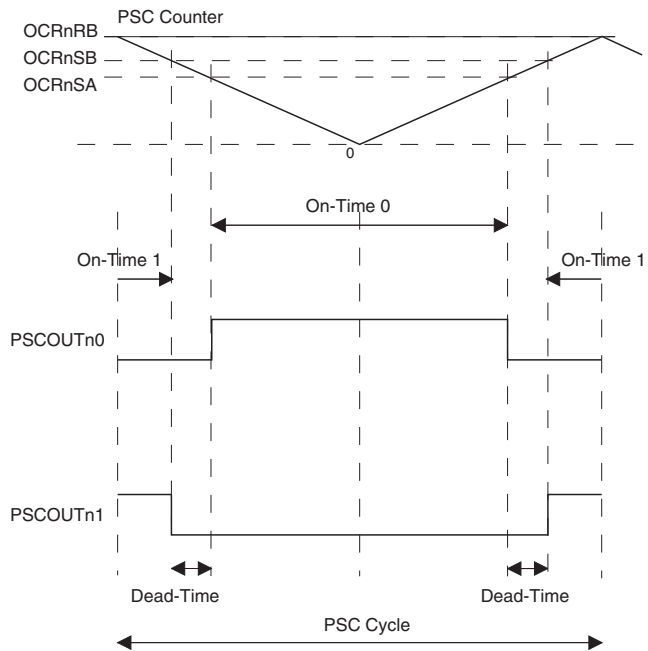 PSC Counter
OCRnRB
OCRnSB
OCRnSA
0
On-Time 0
On-Time 1
On-Time 1
PSCOUTn0
PSCOUTn1
Dead-Time
Dead-Time
PSC Cycle